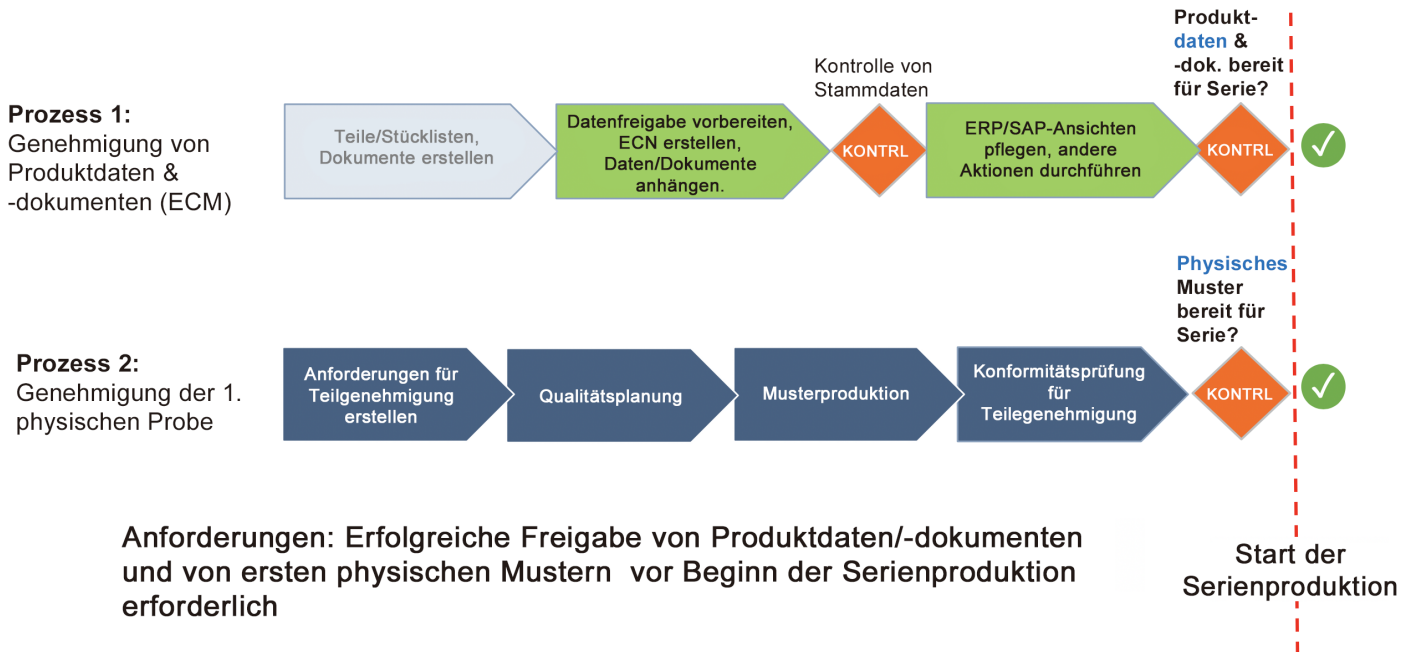 Prozess 1:
Genehmigung von
Produktdaten &
-dokumenten (ECM)
Teile/Stücklisten,
Dokumente erstellen
Datenfreigabe vorbereiten,
ECN erstellen,
Daten/Dokumente
anhängen.
Kontrolle von
Stammdaten
KONTRL
ERP/SAP-Ansichten
pflegen, andere
Aktionen durchführen
Produkt-
daten &
-dok. bereit
für Serie?
KONTRL
Prozess 2:
Genehmigung der 1.
physischen Probe
Anforderungen für
Teilgenehmigung
erstellen
Qualitätsplanung
Musterproduktion
Konformitätsprüfung
für
Teilegenehmigung
Physisches
Muster
bereit für
Serie?
KONTRL
Anforderungen: Erfolgreiche Freigabe von Produktdaten/-dokumenten
und von ersten physischen Mustern vor Beginn der Serienproduktion
erforderlich
Start der
Serienproduktion